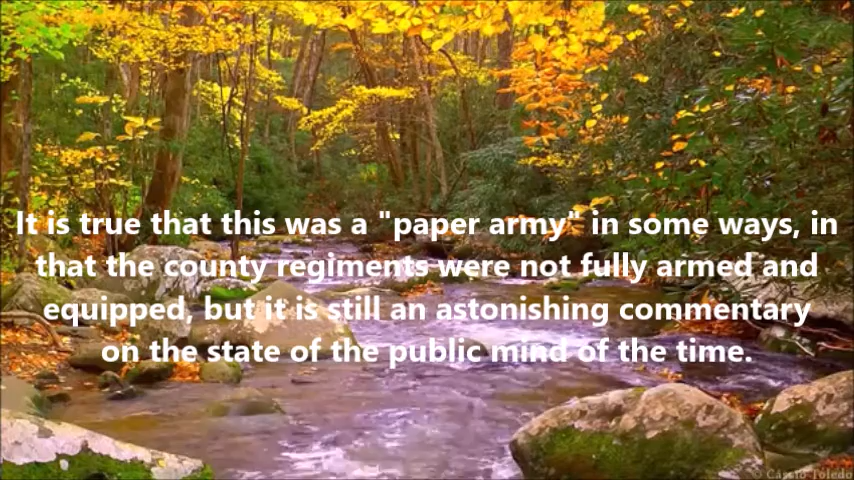 It is true that this was a "paper army" in some ways, in
that the county regiments were not fully armed and
equipped, but it is still an astonishing commentary
on the state of the public mind of the time.
© Cássio Toledo